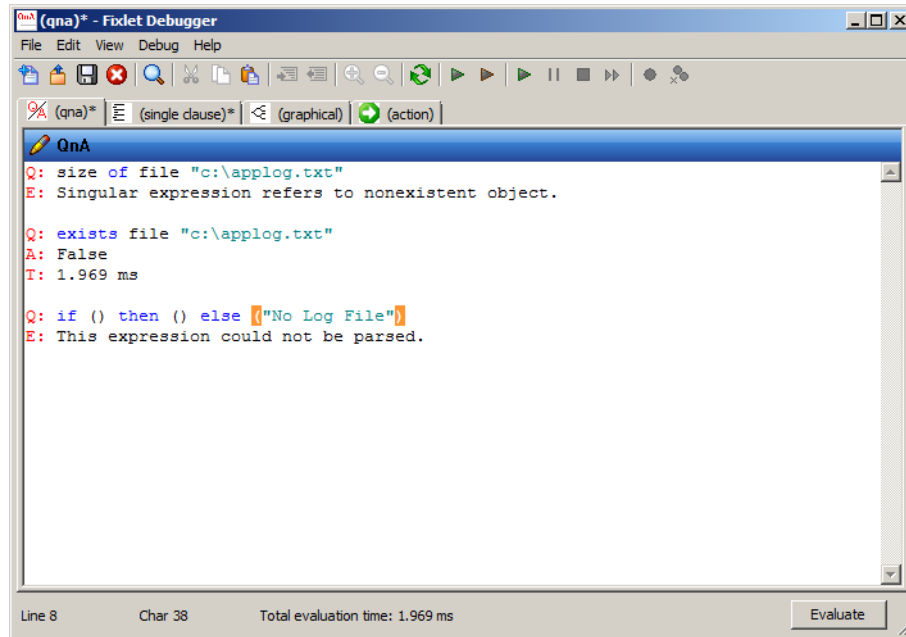 QnA (qna)* - Fixlet Debugger
File Edit View Debug Help
(qna)* (single clause)* (graphical) (action)
QnA
Q: size of file "c:\applog.txt"
E: Singular expression refers to nonexistent object.
Q: exists file "c:\applog.txt"
A: False
T: 1.969 ms
Q: if () then () else ("No Log File")
E: This expression could not be parsed.
Line 8 Char 38 Total evaluation time: 1.969 ms Evaluate